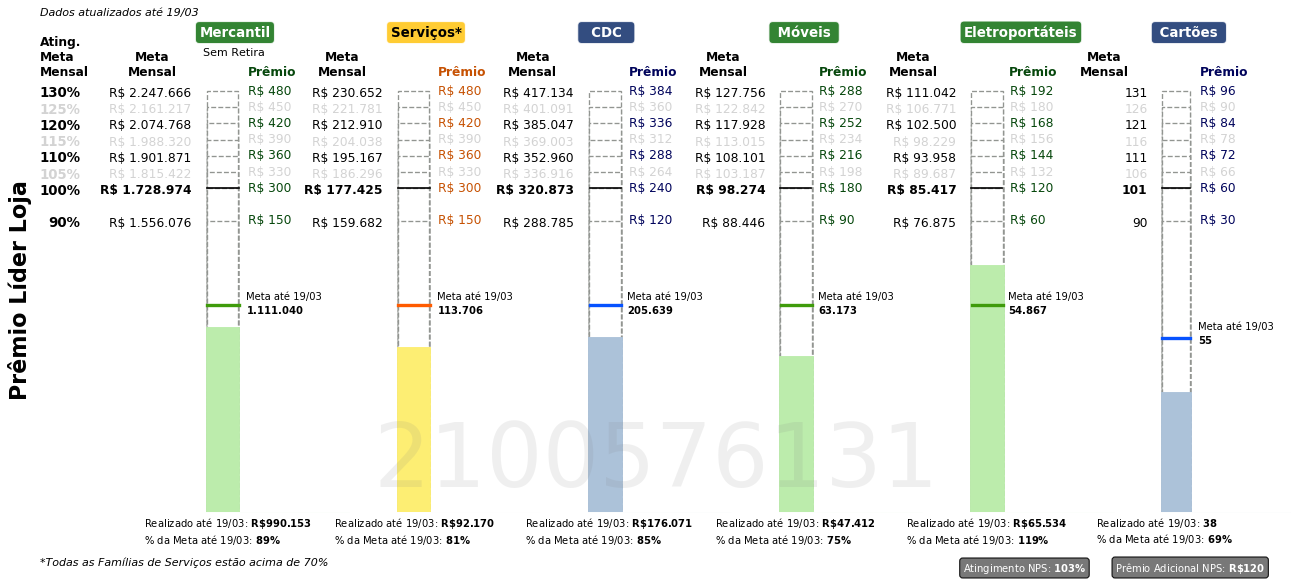 Dados atualizados até 19/03
Mercantil Serviços* CDC Móveis Eletroportáteis Cartões
Sem Retira
Ating. Meta Mensal Meta Mensal Prêmio Meta Mensal Prêmio Meta Mensal Prêmio Meta Mensal Prêmio Meta Mensal Prêmio Meta Mensal Prêmio
130% R$ 2.247.666 R$ 480 R$ 230.652 R$ 480 R$ 417.134 R$ 384 R$ 127.756 R$ 288 R$ 111.042 R$ 192 131 R$ 96
125% R$ 2.161.217 R$ 450 R$ 221.781 R$ 450 R$ 401.091 R$ 360 R$ 122.842 R$ 270 R$ 106.771 R$ 180 126 R$ 90
120% R$ 2.074.768 R$ 420 R$ 212.910 R$ 420 R$ 385.047 R$ 336 R$ 117.928 R$ 252 R$ 102.500 R$ 168 121 R$ 84
115% R$ 1.988.320 R$ 390 R$ 204.038 R$ 390 R$ 369.003 R$ 312 R$ 113.015 R$ 234 R$ 98.229 R$ 156 116 R$ 78
110% R$ 1.901.871 R$ 360 R$ 195.167 R$ 360 R$ 352.960 R$ 288 R$ 108.101 R$ 216 R$ 93.958 R$ 144 111 R$ 72
105% R$ 1.815.422 R$ 330 R$ 186.296 R$ 330 R$ 336.916 R$ 264 R$ 103.187 R$ 198 R$ 89.687 R$ 132 106 R$ 66
100% R$ 1.728.974 R$ 300 R$ 177.425 R$ 300 R$ 320.873 R$ 240 R$ 98.274 R$ 180 R$ 85.417 R$ 120 101 R$ 60
90% R$ 1.556.076 R$ 150 R$ 159.682 R$ 150 R$ 288.785 R$ 120 R$ 88.446 R$ 90 R$ 76.875 R$ 60 90 R$ 30
Prêmio Líder Loja
Meta até 19/03 Meta até 19/03 Meta até 19/03 Meta até 19/03 Meta até 19/03
1.111.040 113.706 205.639 63.173 54.867
Meta até 19/03
55
2100576131
Realizado até 19/03: R$990.153 Realizado até 19/03: R$92.170 Realizado até 19/03: R$176.071 Realizado até 19/03: R$47.412 Realizado até 19/03: R$65.534 Realizado até 19/03: 38
% da Meta até 19/03: 89% % da Meta até 19/03: 81% % da Meta até 19/03: 85% % da Meta até 19/03: 75% % da Meta até 19/03: 119% % da Meta até 19/03: 69%
*Todas as Famílias de Serviços estão acima de 70%
Atingimento NPS: 103% Prêmio Adicional NPS: R$120